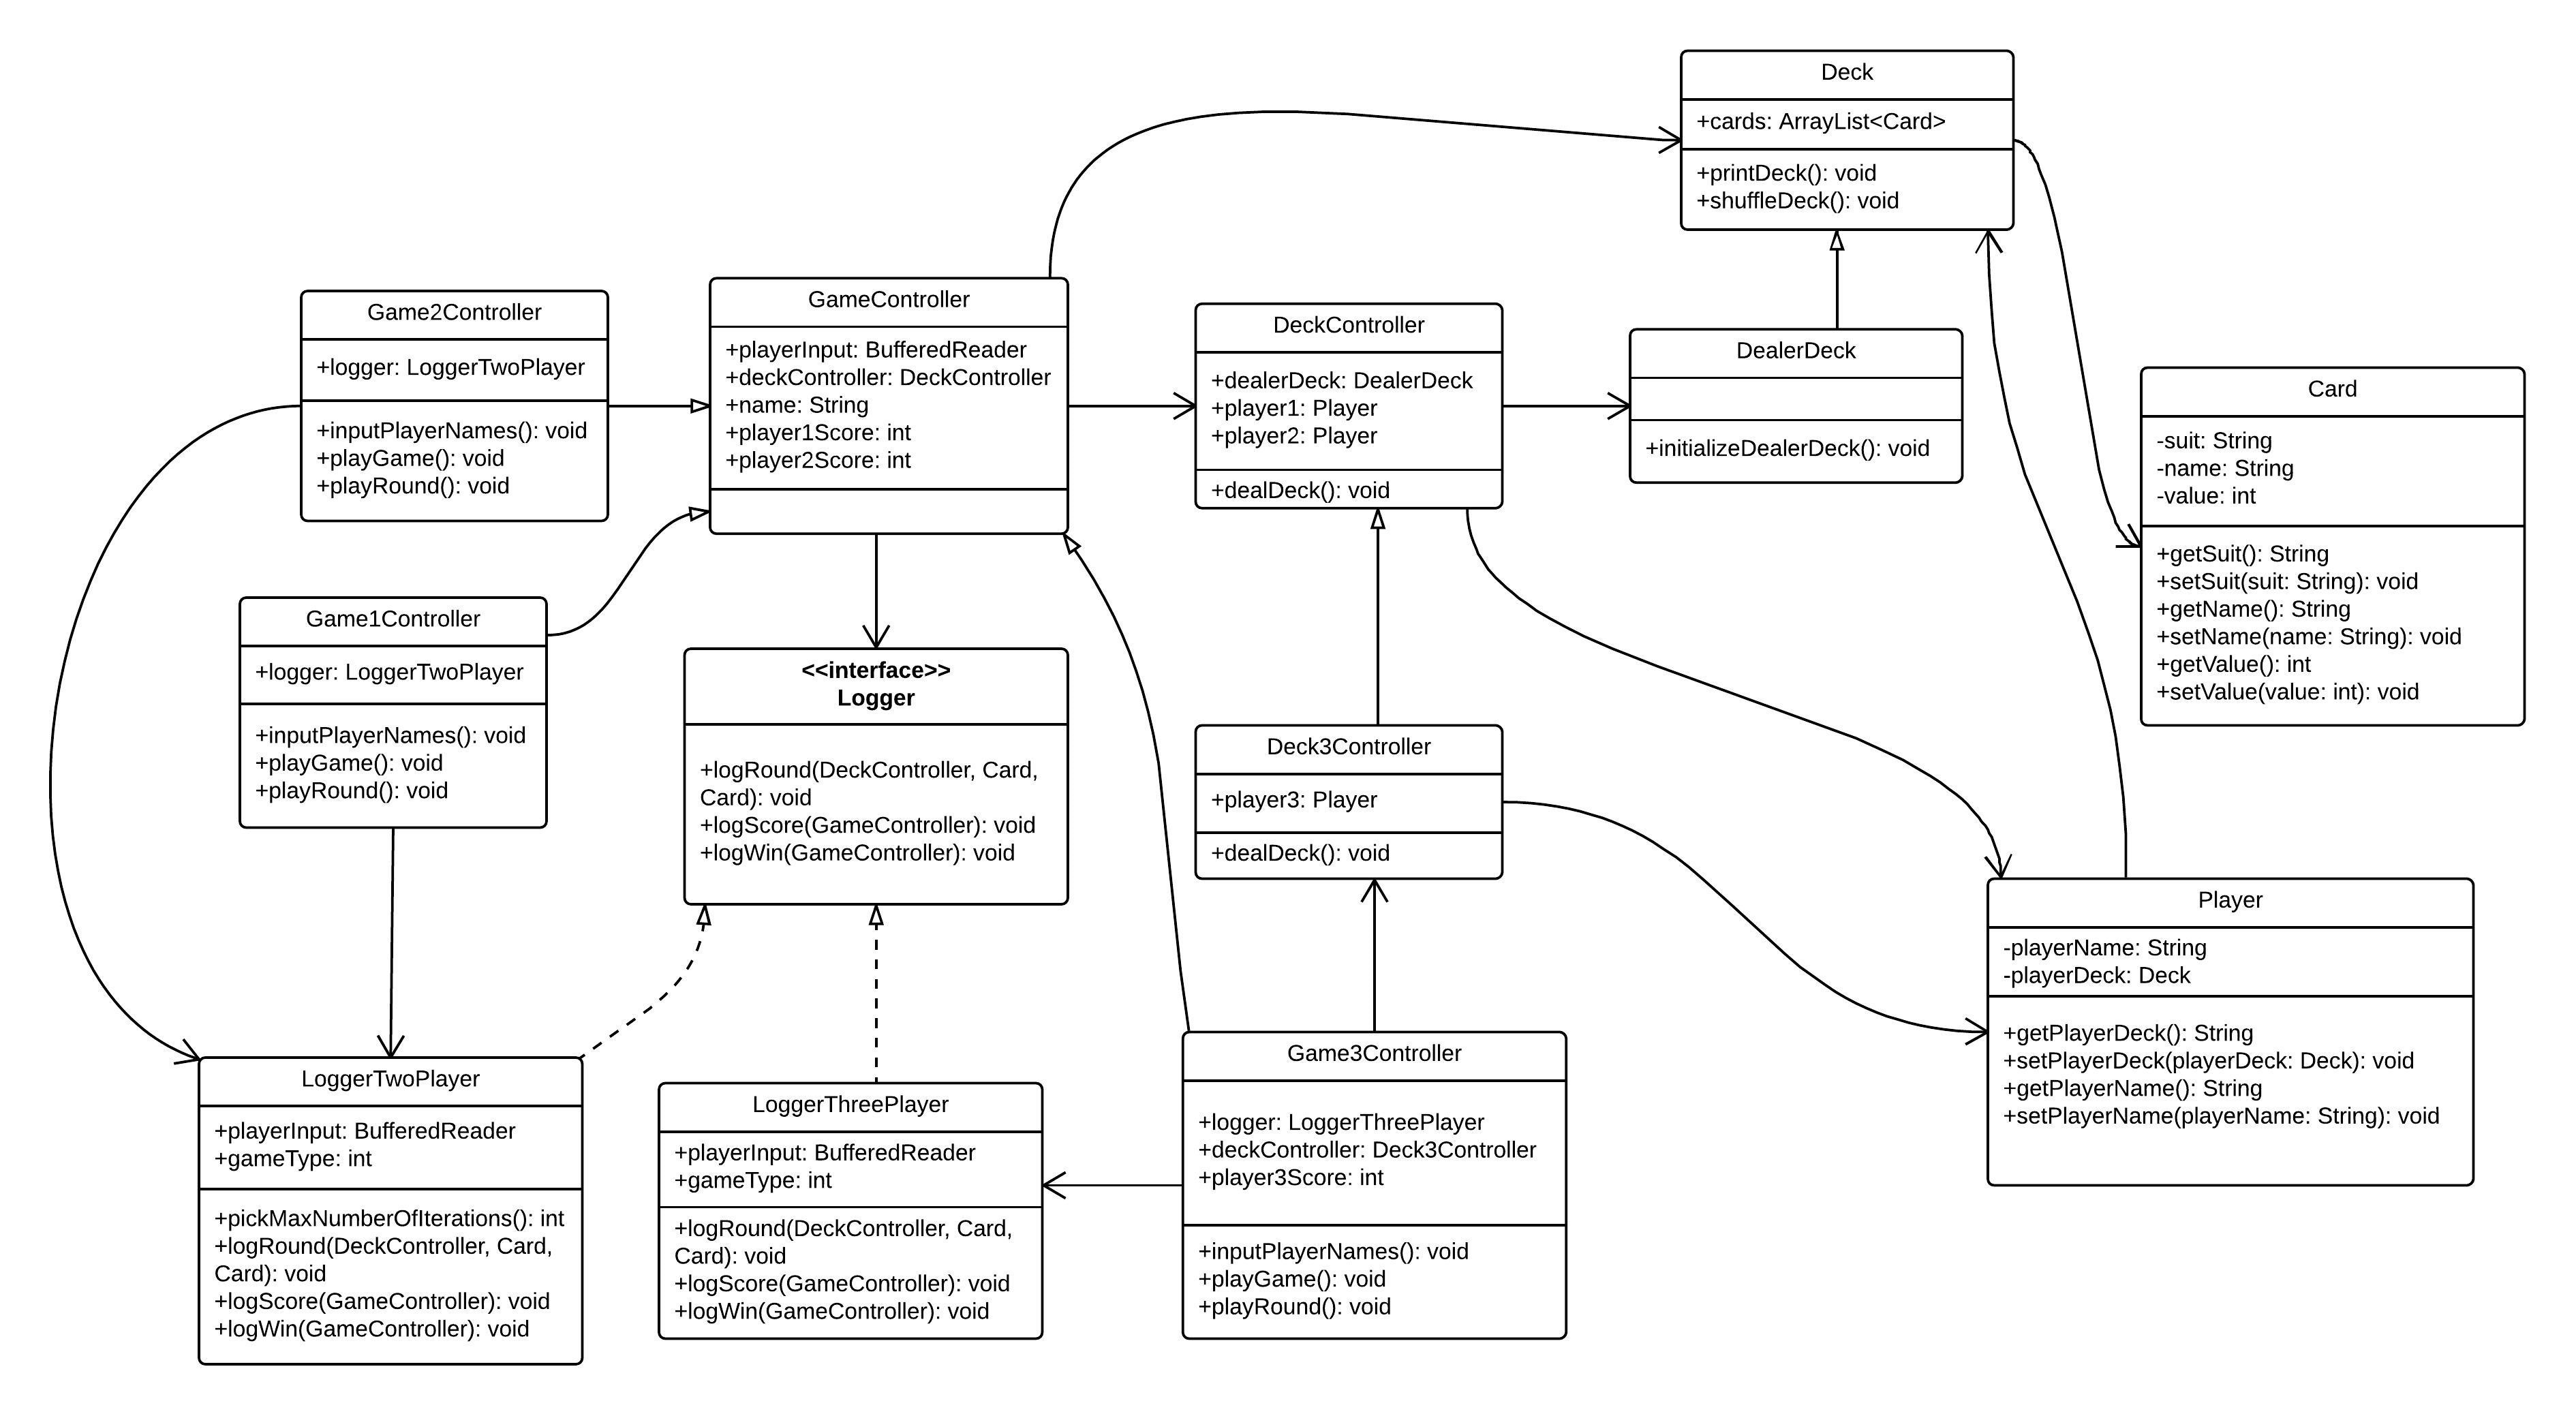 Deck
+cards: ArrayList<Card>
+printDeck(): void
+shuffleDeck(): void
Game2Controller
+logger: LoggerTwoPlayer
+inputPlayerNames(): void
+playGame(): void
+playRound(): void
GameController
+playerInput: BufferedReader
+deckController: DeckController
+name: String
+player1Score: int
+player2Score: int
DeckController
+dealerDeck: DealerDeck
+player1: Player
+player2: Player
+dealDeck(): void
DealerDeck
+initializeDealerDeck(): void
Card
-suit: String
-name: String
-value: int
+getSuit(): String
+setSuit(suit: String): void
+getName(): String
+setName(name: String): void
+getValue(): int
+setValue(value: int): void
Game1Controller
+logger: LoggerTwoPlayer
+inputPlayerNames(): void
+playGame(): void
+playRound(): void
<<interface>>
Logger
+logRound(DeckController, Card,
Card): void
+logScore(GameController): void
+logWin(GameController): void
Deck3Controller
+player3: Player
+dealDeck(): void
Player
-playerName: String
-playerDeck: Deck
+getPlayerDeck(): String
+setPlayerDeck(playerDeck: Deck): void
+getPlayerName(): String
+setPlayerName(playerName: String): void
LoggerTwoPlayer
+playerInput: BufferedReader
+gameType: int
+pickMaxNumberOfIterations(): int
+logRound(DeckController, Card,
Card): void
+logScore(GameController): void
+logWin(GameController): void
LoggerThreePlayer
+playerInput: BufferedReader
+gameType: int
+logRound(DeckController, Card,
Card): void
+logScore(GameController): void
+logWin(GameController): void
Game3Controller
+logger: LoggerThreePlayer
+deckController: Deck3Controller
+player3Score: int
+inputPlayerNames(): void
+playGame(): void
+playRound(): void